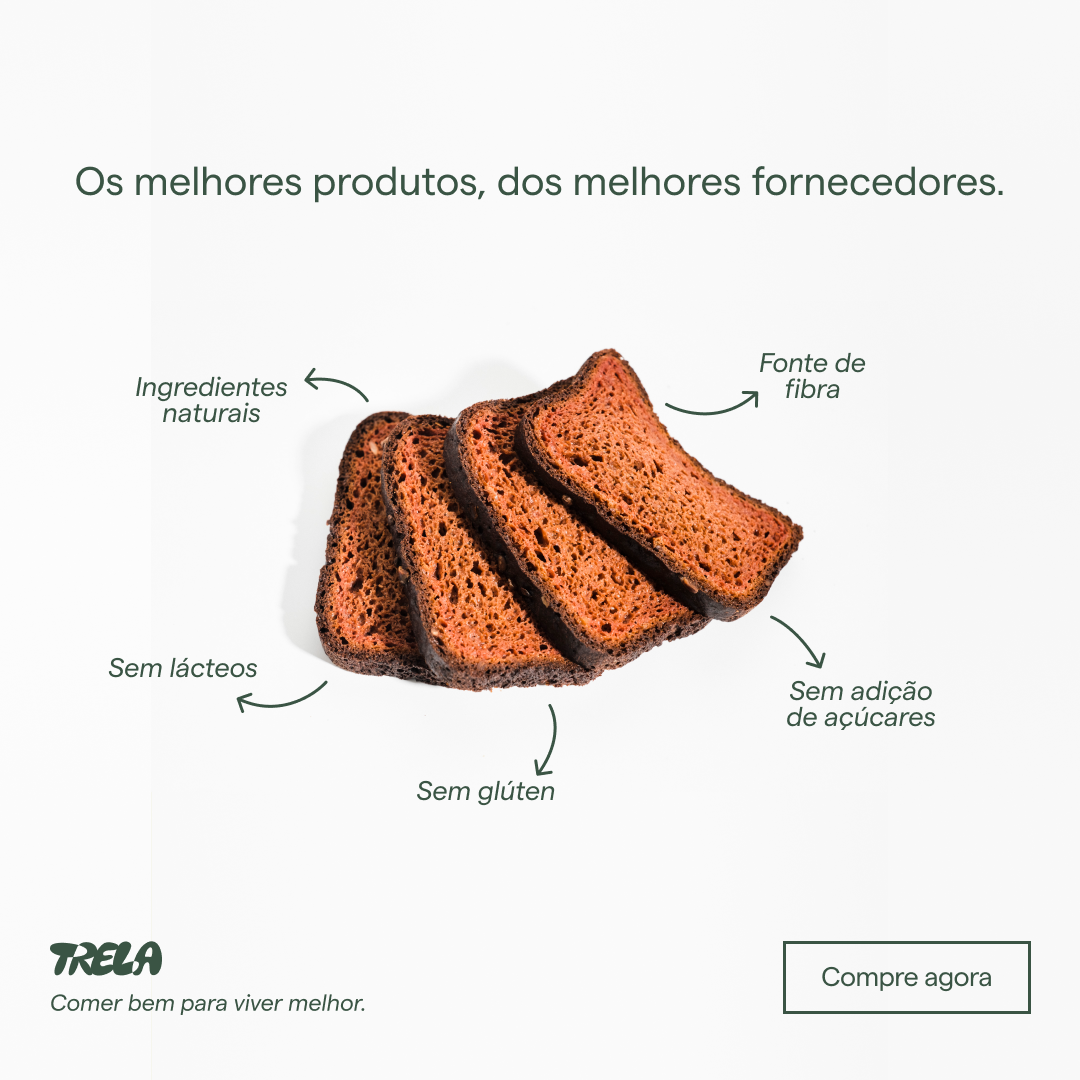 Os melhores produtos, dos melhores fornecedores.
Ingredientes
naturais
Fonte de
fibra
Sem lácteos
Sem adição
de açúcares
Sem glúten
TRELA
Comer bem para viver melhor.
Compre agora